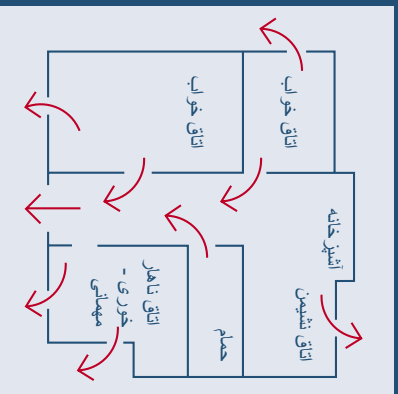 اتاق خواب
اتاق خواب
آشپزخانه
اتاق نشیمن
حمام
اتاق ناهار
خوری -
مهمانی